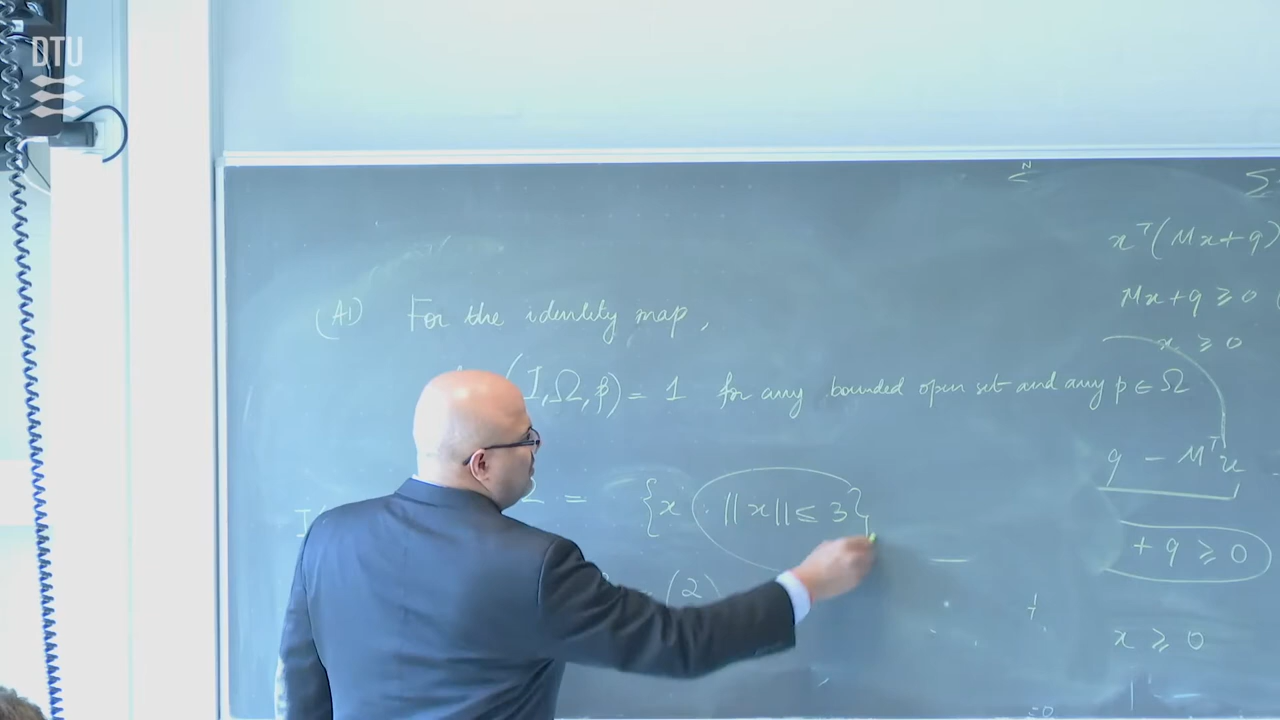 DTU
(A1) For the identity map,
(I, Ω, p) = 1 for any bounded open set and any p ∈ Ω
= {x : ||x|| ≤ 3}
= (2)
N
Σ
Σ
x^T(Mx+q)
Mx+q ≥ 0
x ≥ 0
q - M^T u
+ q ≥ 0
x ≥ 0